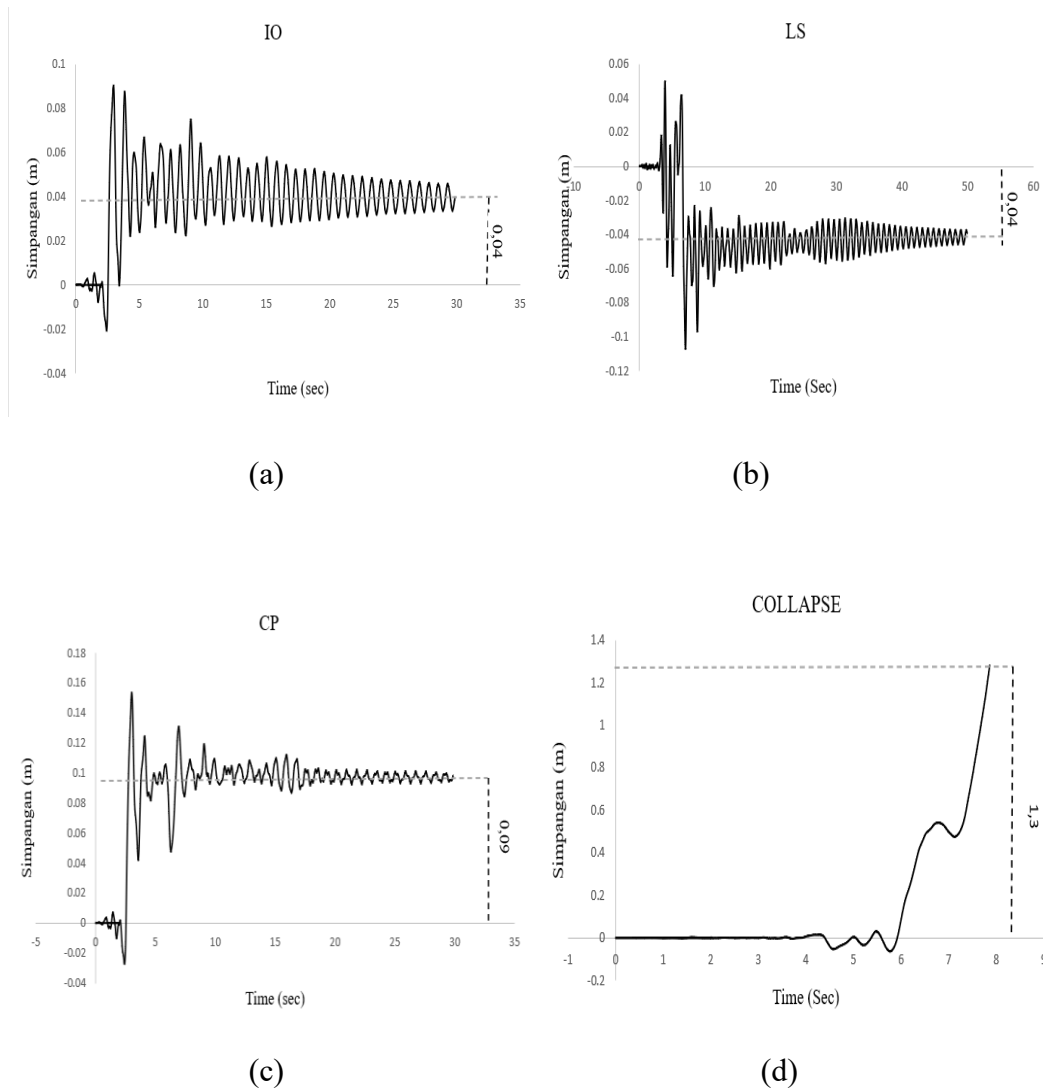 IO
0.1
0.08
0.06
0.04
0.02
0
-0.02
-0.04
0 5 10 15 20 25 30 35
Simpangan (m)
Time (sec)
0,04
(a)
LS
0.06
0.04
0.02
0
-0.02
-0.04
-0.06
-0.08
-0.1
-0.12
-10 0 10 20 30 40 50 60
Simpangan (m)
Time (Sec)
0,04
(b)
CP
0.18
0.16
0.14
0.12
0.1
0.08
0.06
0.04
0.02
0
-0.02
-0.04
-5 0 5 10 15 20 25 30 35
Simpangan (m)
Time (sec)
0,09
(c)
COLLAPSE
1.4
1.2
1
0.8
0.6
0.4
0.2
0
-0.2
-1 0 1 2 3 4 5 6 7 8 9
Simpangan (m)
Time (Sec)
1,3
(d)